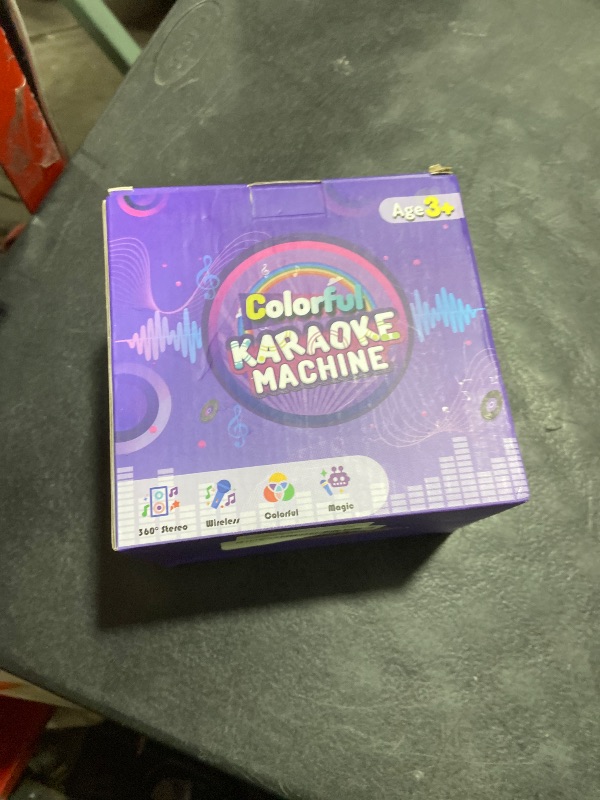 Age 3+
Colorful
KARAOKE
MACHINE
360° Stereo
Wireless
Colorful
Magic